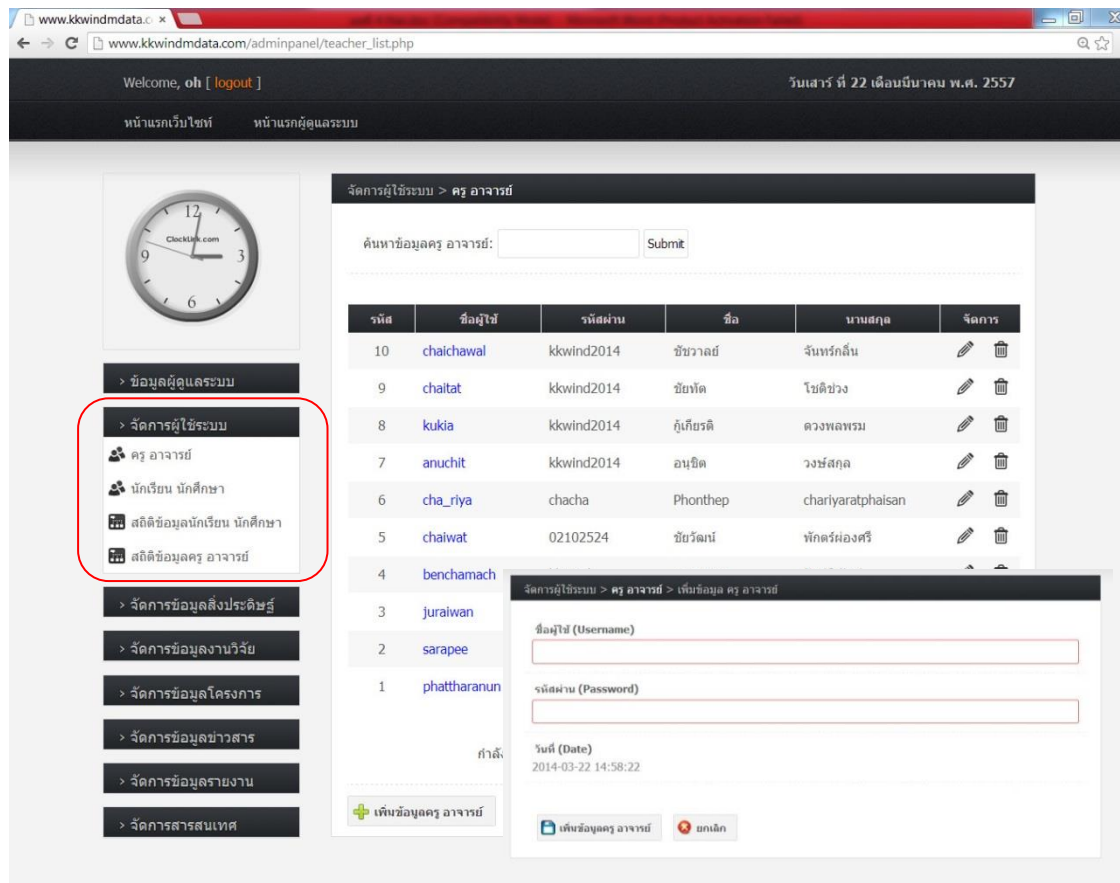 www.kkwindmdata.c
www.kkwindmdata.com/adminpanel/teacher_list.php
Welcome, oh [ logout ]
วันเสาร์ ที่ 22 เดือนมีนาคม พ.ศ. 2557
หน้าแรกเว็บไซท์ หน้าแรกผู้ดูแลระบบ
12
ClockLink.com
9 3
6
> ข้อมูลผู้ดูแลระบบ
> จัดการผู้ใช้ระบบ
ครู อาจารย์
นักเรียน นักศึกษา
สถิติข้อมูลนักเรียน นักศึกษา
สถิติข้อมูลครู อาจารย์
> จัดการข้อมูลสิ่งประดิษฐ์
> จัดการข้อมูลงานวิจัย
> จัดการข้อมูลโครงการ
> จัดการข้อมูลข่าวสาร
> จัดการข้อมูลรายงาน
> จัดการสารสนเทศ
จัดการผู้ใช้ระบบ > ครู อาจารย์
ค้นหาข้อมูลครู อาจารย์: Submit
รหัส ชื่อผู้ใช้ รหัสผ่าน ชื่อ นามสกุล จัดการ
10 chaichawal kkwind2014 ชัชวาลย์ จันทร์กลิ่น
9 chaitat kkwind2014 ชัยทัต โชติช่วง
8 kukia kkwind2014 กู้เกียรติ ดวงพลพรม
7 anuchit kkwind2014 อนุชิต วงษ์สกุล
6 cha_riya chacha Phonthep chariyaratphaisan
5 chaiwat 02102524 ชัยวัฒน์ พักตร์ผ่องศรี
4 benchamach
3 juraiwan
2 sarapee
1 phattharanun
กำลัง
เพิ่มข้อมูลครู อาจารย์
จัดการผู้ใช้ระบบ > ครู อาจารย์ > เพิ่มข้อมูล ครู อาจารย์
ชื่อผู้ใช้ (Username)
รหัสผ่าน (Password)
วันที่ (Date)
2014-03-22 14:58:22
เพิ่มข้อมูลครู อาจารย์ ยกเลิก